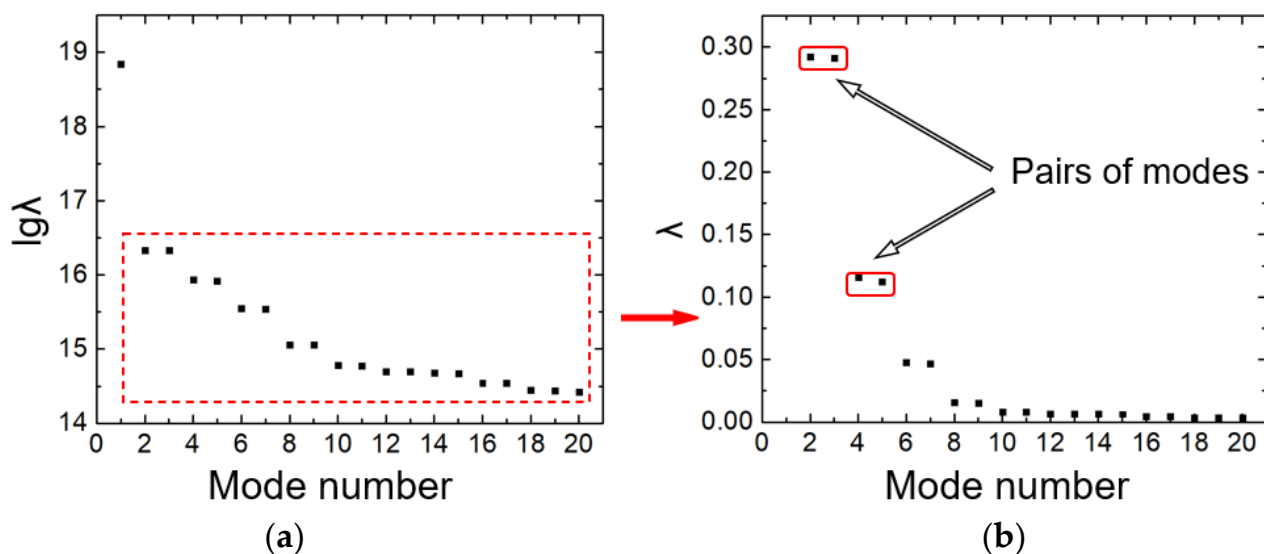 19
18
17
16
15
14
lgλ
0 2 4 6 8 10 12 14 16 18 20
Mode number
(a)
0.30
0.25
0.20
0.15
0.10
0.05
0.00
λ
Pairs of modes
0 2 4 6 8 10 12 14 16 18 20
Mode number
(b)